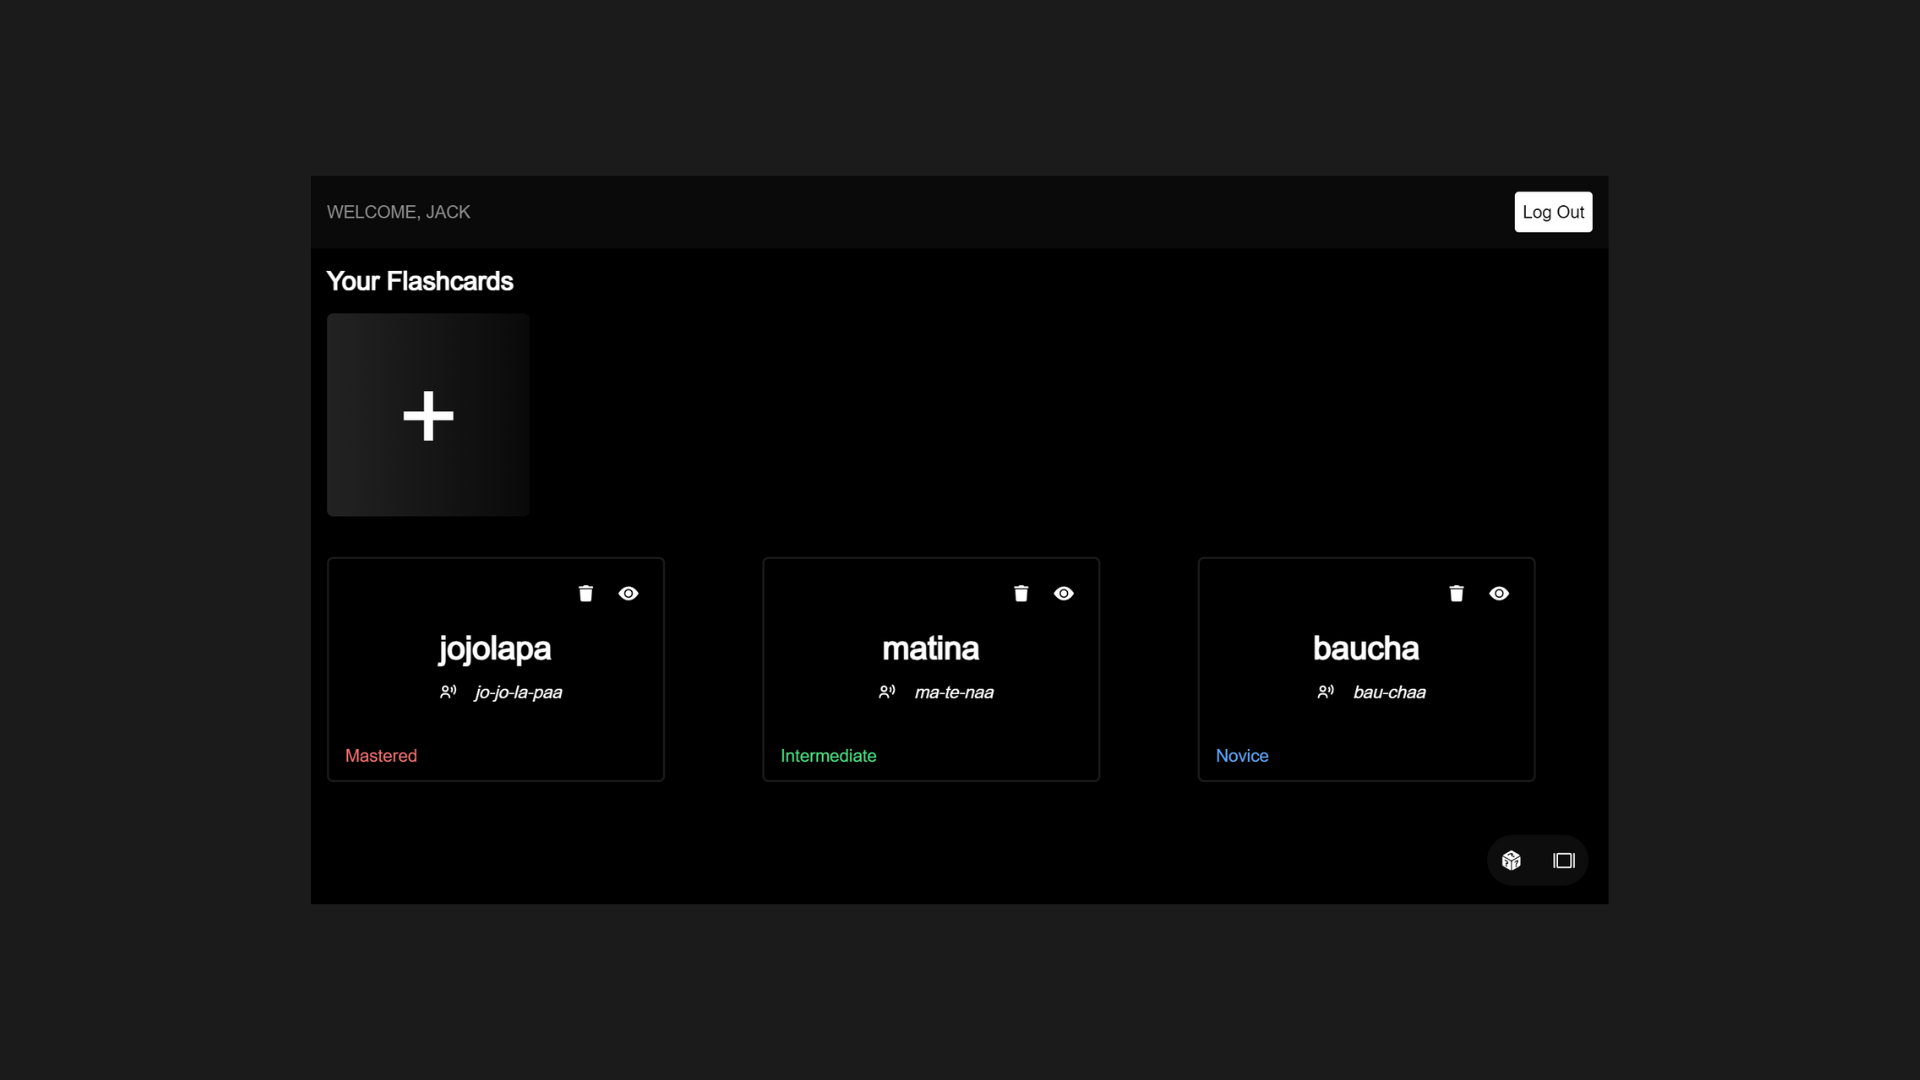 WELCOME, JACK
Log Out
Your Flashcards
jojolapa
jo-jo-la-paa
Mastered
matina
ma-te-naa
Intermediate
baucha
bau-chaa
Novice